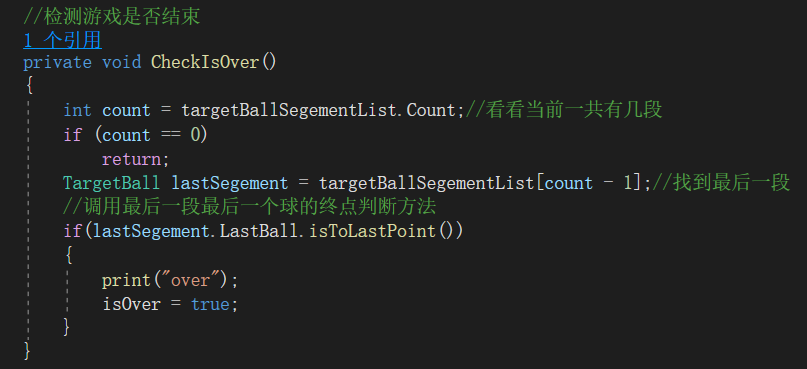 //检测游戏是否结束
1 个引用
private void CheckIsOver()
{
int count = targetBallSegementList.Count;//看看当前一共有几段
if (count == 0)
return;
TargetBall lastSegement = targetBallSegementList[count - 1];//找到最后一段
//调用最后一段最后一个球的终点判断方法
if(lastSegement.LastBall.isToLastPoint())
{
print("over");
isOver = true;
}
}